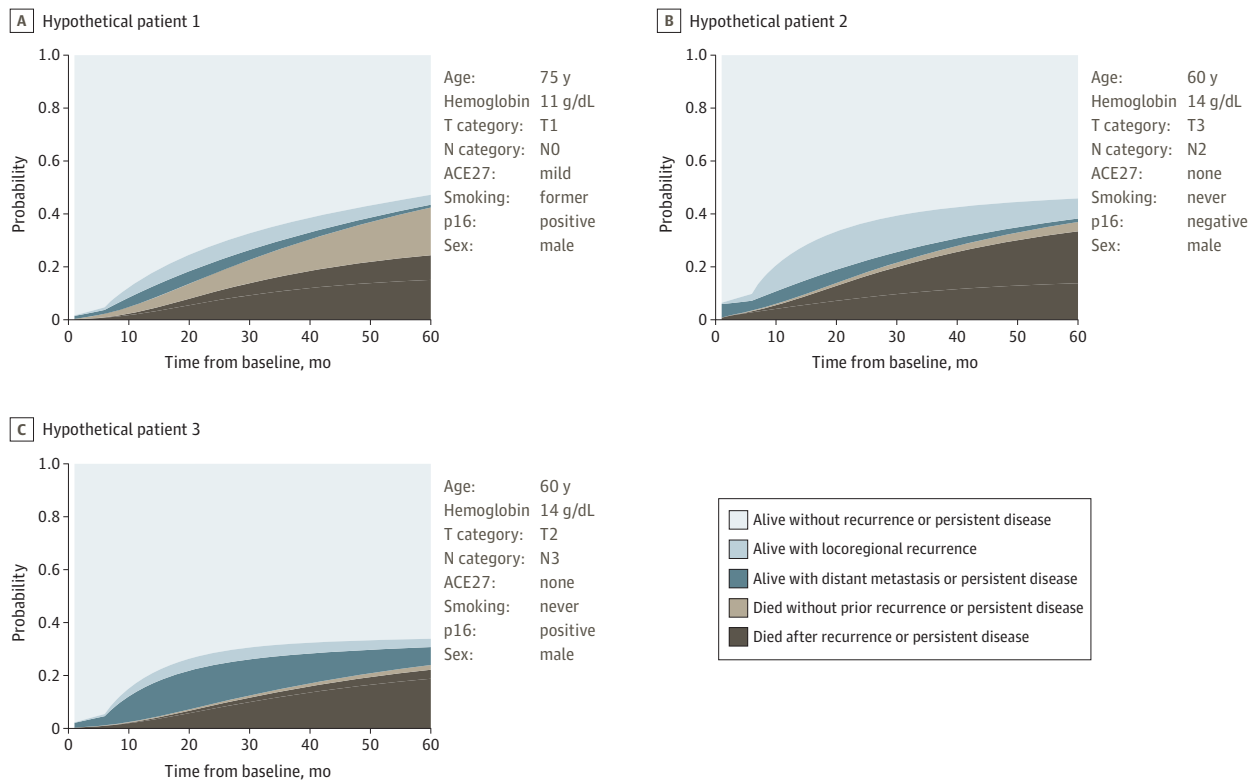 A Hypothetical patient 1
1.0
0.8
0.6
0.4
0.2
0
Probability
0 10 20 30 40 50 60
Time from baseline, mo
Age: 75 y
Hemoglobin 11 g/dL
T category: T1
N category: N0
ACE27: mild
Smoking: former
p16: positive
Sex: male
B Hypothetical patient 2
1.0
0.8
0.6
0.4
0.2
0
Probability
0 10 20 30 40 50 60
Time from baseline, mo
Age: 60 y
Hemoglobin 14 g/dL
T category: T3
N category: N2
ACE27: none
Smoking: never
p16: negative
Sex: male
C Hypothetical patient 3
1.0
0.8
0.6
0.4
0.2
0
Probability
0 10 20 30 40 50 60
Time from baseline, mo
Age: 60 y
Hemoglobin 14 g/dL
T category: T2
N category: N3
ACE27: none
Smoking: never
p16: positive
Sex: male
Alive without recurrence or persistent disease
Alive with locoregional recurrence
Alive with distant metastasis or persistent disease
Died without prior recurrence or persistent disease
Died after recurrence or persistent disease